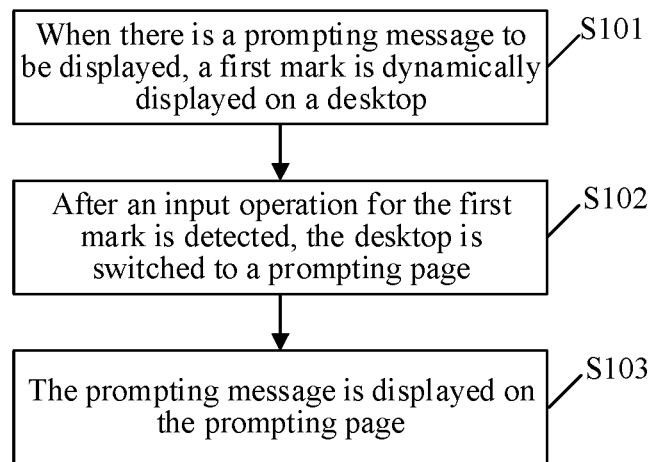 When there is a prompting message to
be displayed, a first mark is dynamically
displayed on a desktop
S101
After an input operation for the first
mark is detected, the desktop is
switched to a prompting page
S102
The prompting message is displayed on
the prompting page
S103